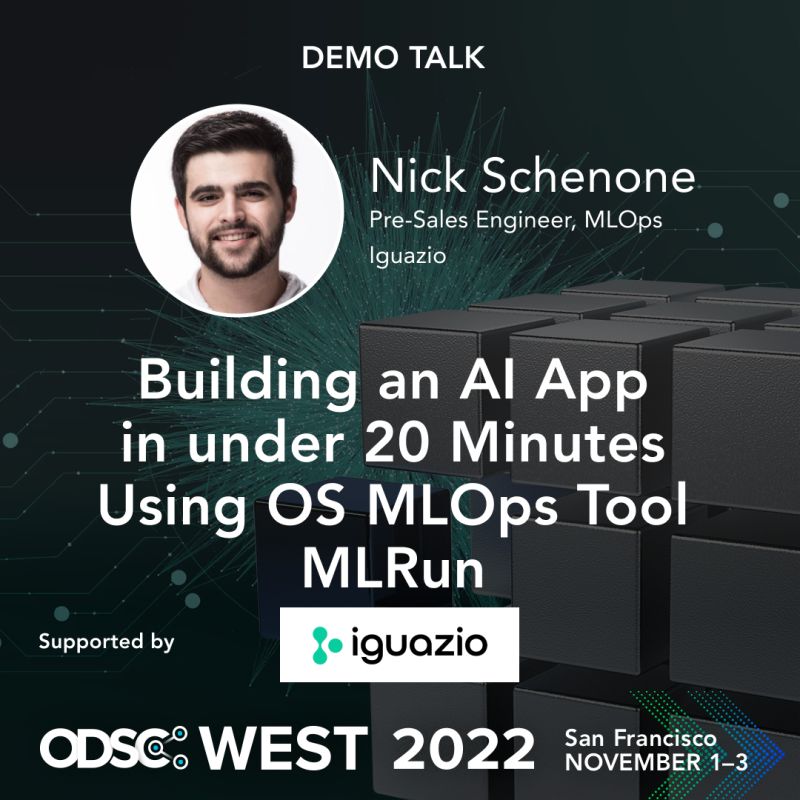 DEMO TALK
Nick Schenone
Pre-Sales Engineer, MLOps
Iguazio
Building an AI App
in under 20 Minutes
Using OS MLOps Tool
MLRun
Supported by
iguazio
ODSC WEST 2022
San Francisco
NOVEMBER 1–3